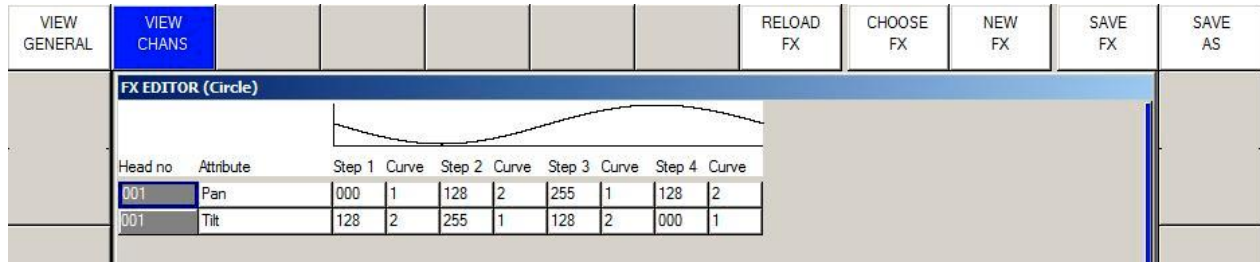 VIEW GENERAL
VIEW CHANS
RELOAD FX
CHOOSE FX
NEW FX
SAVE FX
SAVE AS
FX EDITOR (Circle)
Head no Attribute Step 1 Curve Step 2 Curve Step 3 Curve Step 4 Curve
001 Pan 000 1 128 2 255 1 128 2
001 Tilt 128 2 255 1 128 2 000 1